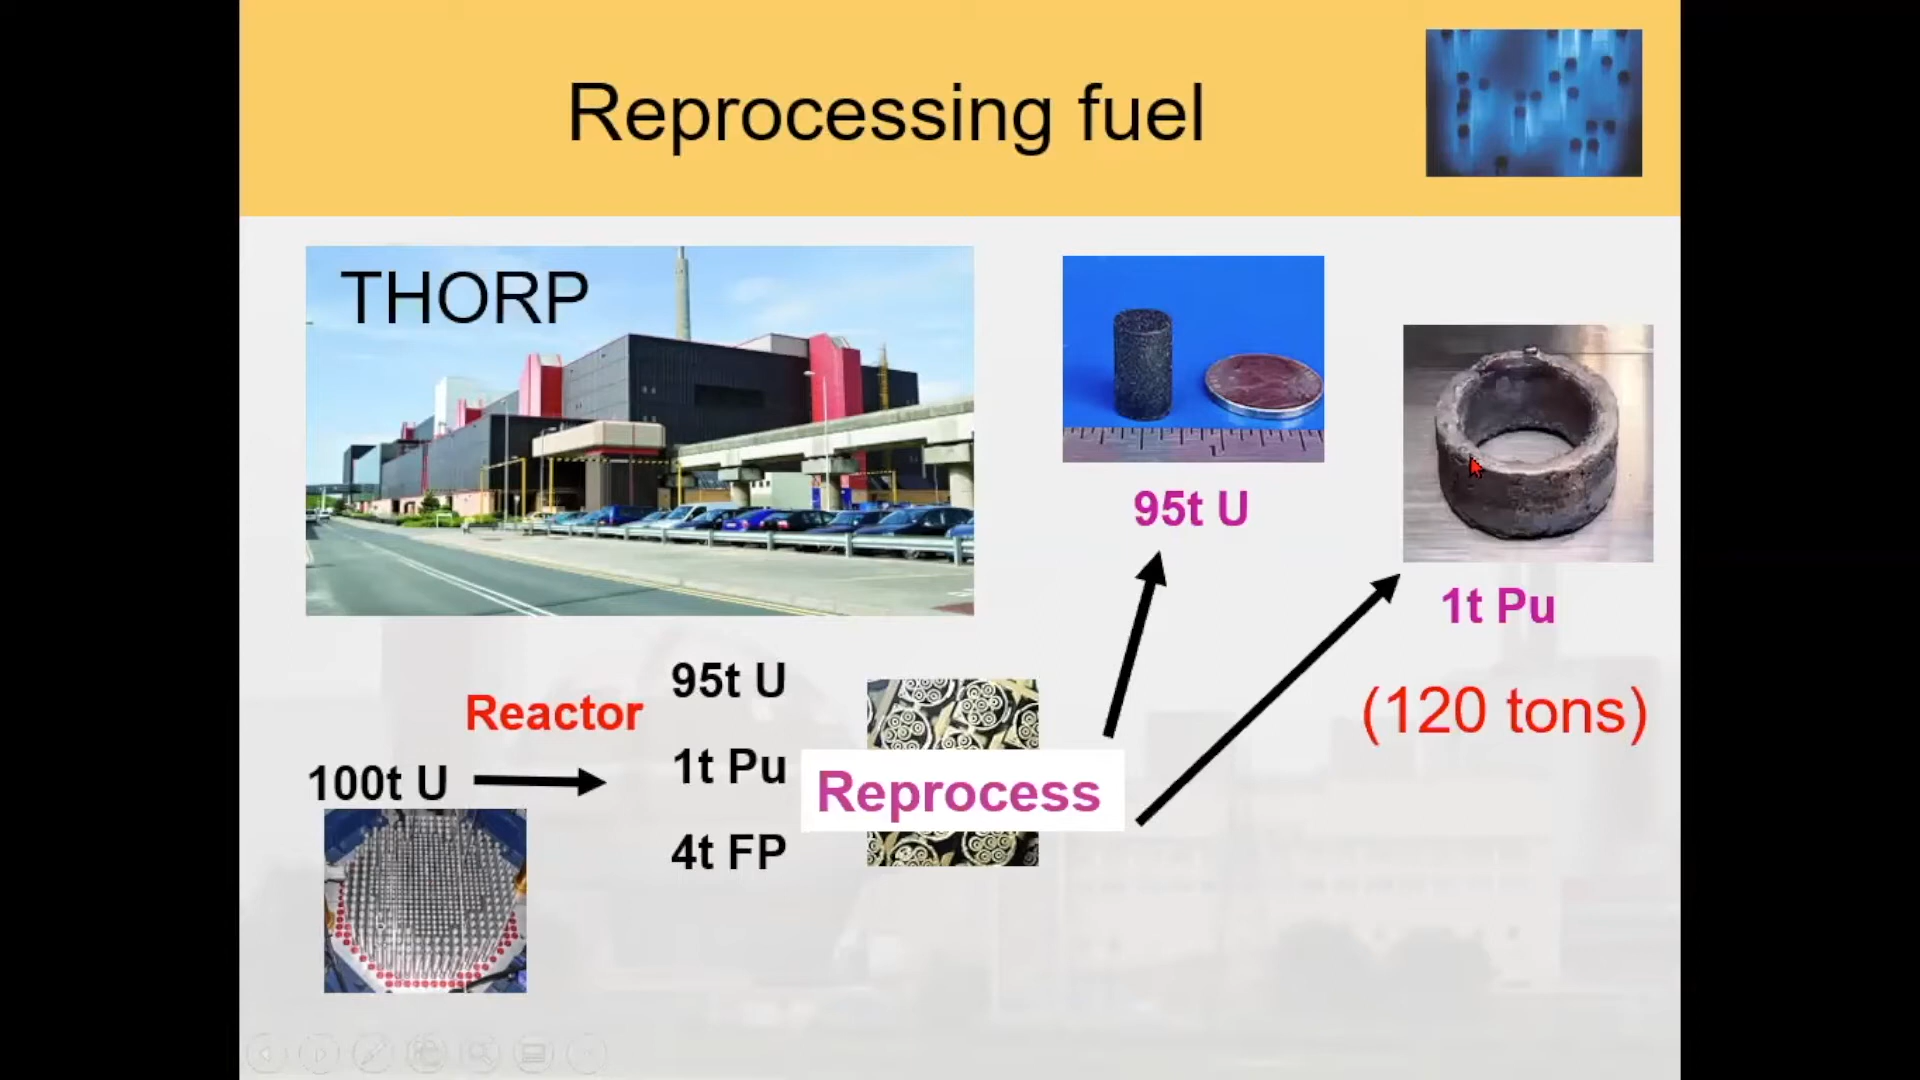 Reprocessing fuel
THORP
95t U
1t Pu
(120 tons)
Reactor
100t U
95t U
1t Pu
4t FP
Reprocess